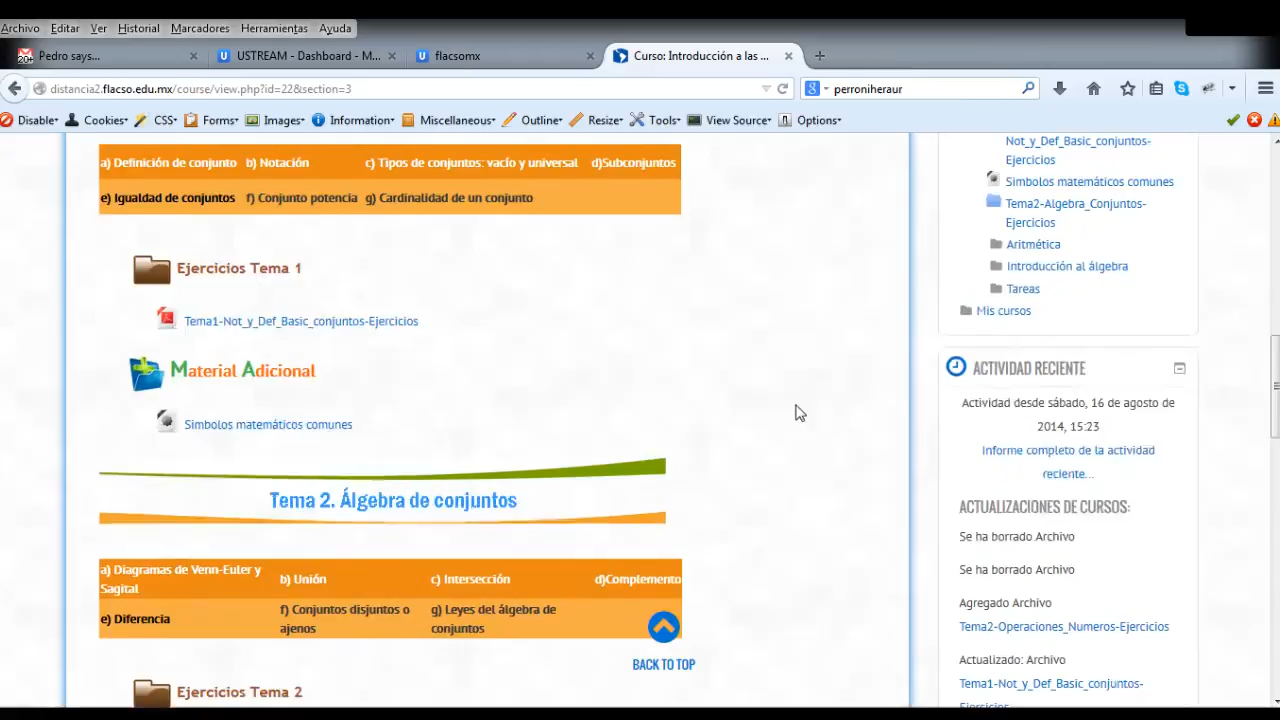 Archivo Editar Ver Historial Marcadores Herramientas Ayuda
Pedro says... USTREAM - Dashboard - M... flacsomx Curso: Introducción a las ...
distancia2.flacso.edu.mx/course/view.php?id=22&section=3 perroniheraur
Disable Cookies CSS Forms Images Information Miscellaneous Outline Resize Tools View Source Options
a) Definición de conjunto b) Notación c) Tipos de conjuntos: vacío y universal d)Subconjuntos
e) Igualdad de conjuntos f) Conjunto potencia g) Cardinalidad de un conjunto
Ejercicios Tema 1
Tema1-Not_y_Def_Basic_conjuntos-Ejercicios
Material Adicional
Simbolos matemáticos comunes
Tema 2. Álgebra de conjuntos
a) Diagramas de Venn-Euler y
Sagital
b) Unión c) Intersección d)Complemento
e) Diferencia
f) Conjuntos disjuntos o
ajenos
g) Leyes del álgebra de
conjuntos
BACK TO TOP
Ejercicios Tema 2
Not_y_Def_Basic_conjuntos-
Ejercicios
Simbolos matemáticos comunes
Tema2-Algebra_Conjuntos-
Ejercicios
Aritmética
Introducción al álgebra
Tareas
Mis cursos
ACTIVIDAD RECIENTE
Actividad desde sábado, 16 de agosto de
2014, 15:23
Informe completo de la actividad
reciente...
ACTUALIZACIONES DE CURSOS:
Se ha borrado Archivo
Se ha borrado Archivo
Agregado Archivo
Tema2-Operaciones_Numeros-Ejercicios
Actualizado: Archivo
Tema1-Not_y_Def_Basic_conjuntos-
Ejercicios